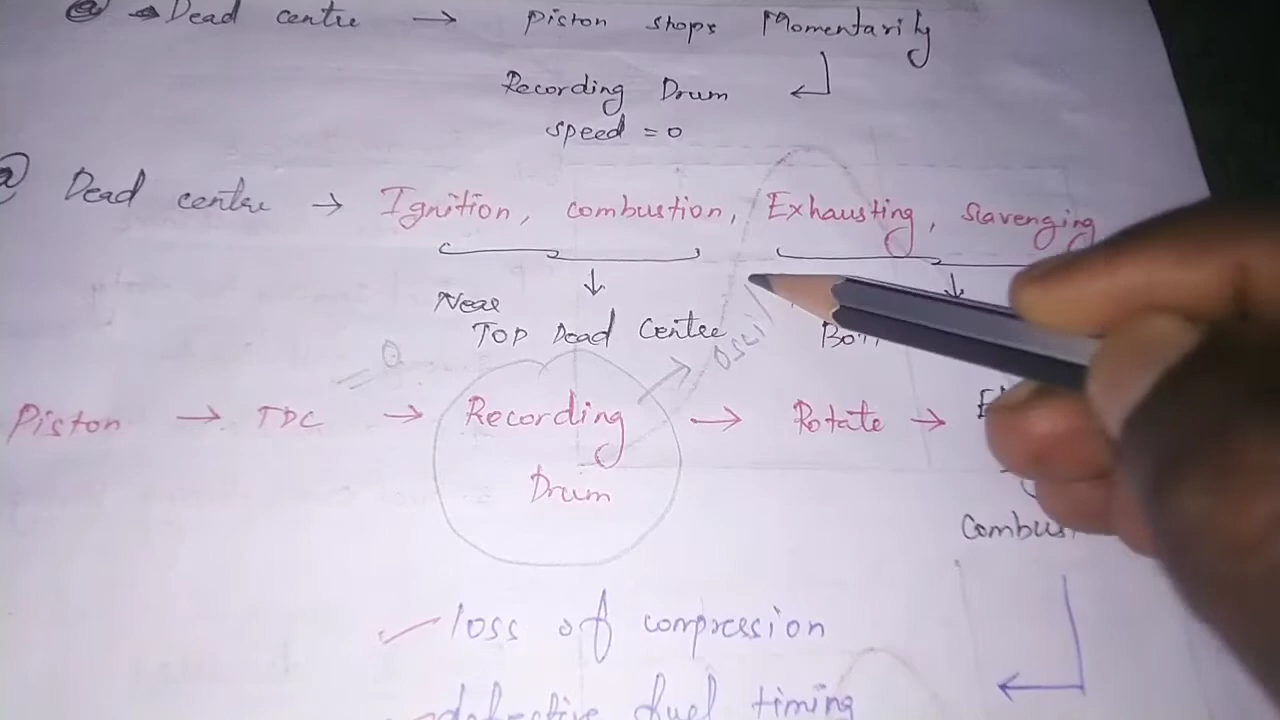 @ → Dead centre → Piston stops Momentarily
Recording Drum
speed = 0
Dead centre → Ignition, combustion, Exhausting, Scavenging
Near
TOP Dead Centre
Piston → TDC → Recording → Rotate →
Drum
loss of compression
defective fuel timing